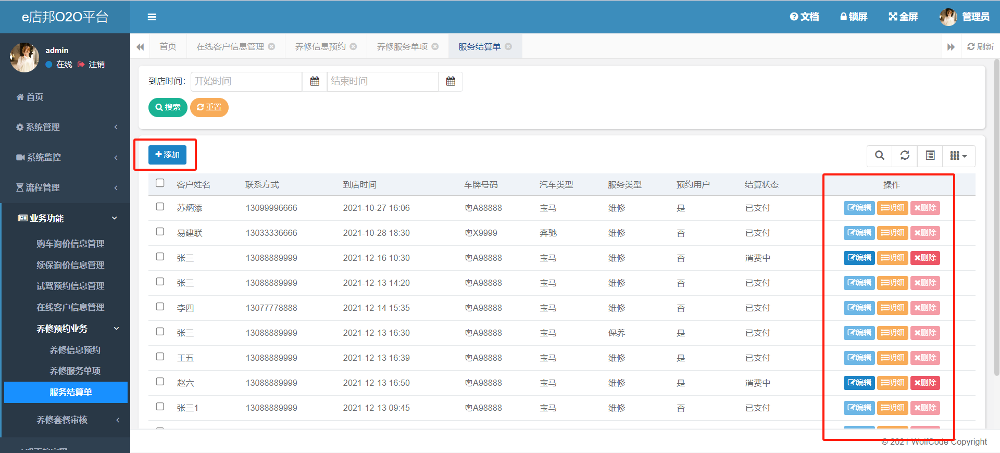 e店邦O2O平台
文档 锁屏 全屏 管理员
admin
在线 注销
首页 在线客户信息管理 养修信息预约 养修服务单项 服务结算单 刷新
首页
系统管理
系统监控
流程管理
业务功能
购车询价信息管理
续保询价信息管理
试驾预约信息管理
在线客户信息管理
养修预约业务
养修信息预约
养修服务单项
服务结算单
养修套餐审核
到店时间： 开始时间 结束时间
搜索 重置
添加
客户姓名 联系方式 到店时间 车牌号码 汽车类型 服务类型 预约用户 结算状态 操作
苏炳添 13099996666 2021-10-27 16:06 粤A88888 宝马 维修 是 已支付 编辑 明细 删除
易建联 13033336666 2021-10-28 18:30 粤X9999 奔驰 维修 否 已支付 编辑 明细 删除
张三 13088889999 2021-12-16 10:30 粤A98888 宝马 维修 否 消费中 编辑 明细 删除
张三 13088889999 2021-12-13 14:20 粤A98888 宝马 维修 否 已支付 编辑 明细 删除
李四 13077778888 2021-12-14 15:35 粤A98888 宝马 维修 否 已支付 编辑 明细 删除
张三 13088889999 2021-12-13 16:30 粤A98888 宝马 保养 是 已支付 编辑 明细 删除
王五 13088889999 2021-12-13 16:39 粤A98888 宝马 维修 是 已支付 编辑 明细 删除
赵六 13088889999 2021-12-13 16:50 粤A98888 宝马 维修 是 消费中 编辑 明细 删除
张三1 13088889999 2021-12-13 09:45 粤A98888 宝马 维修 否 已支付 编辑 明细 删除
© 2021 WolfCode Copyright